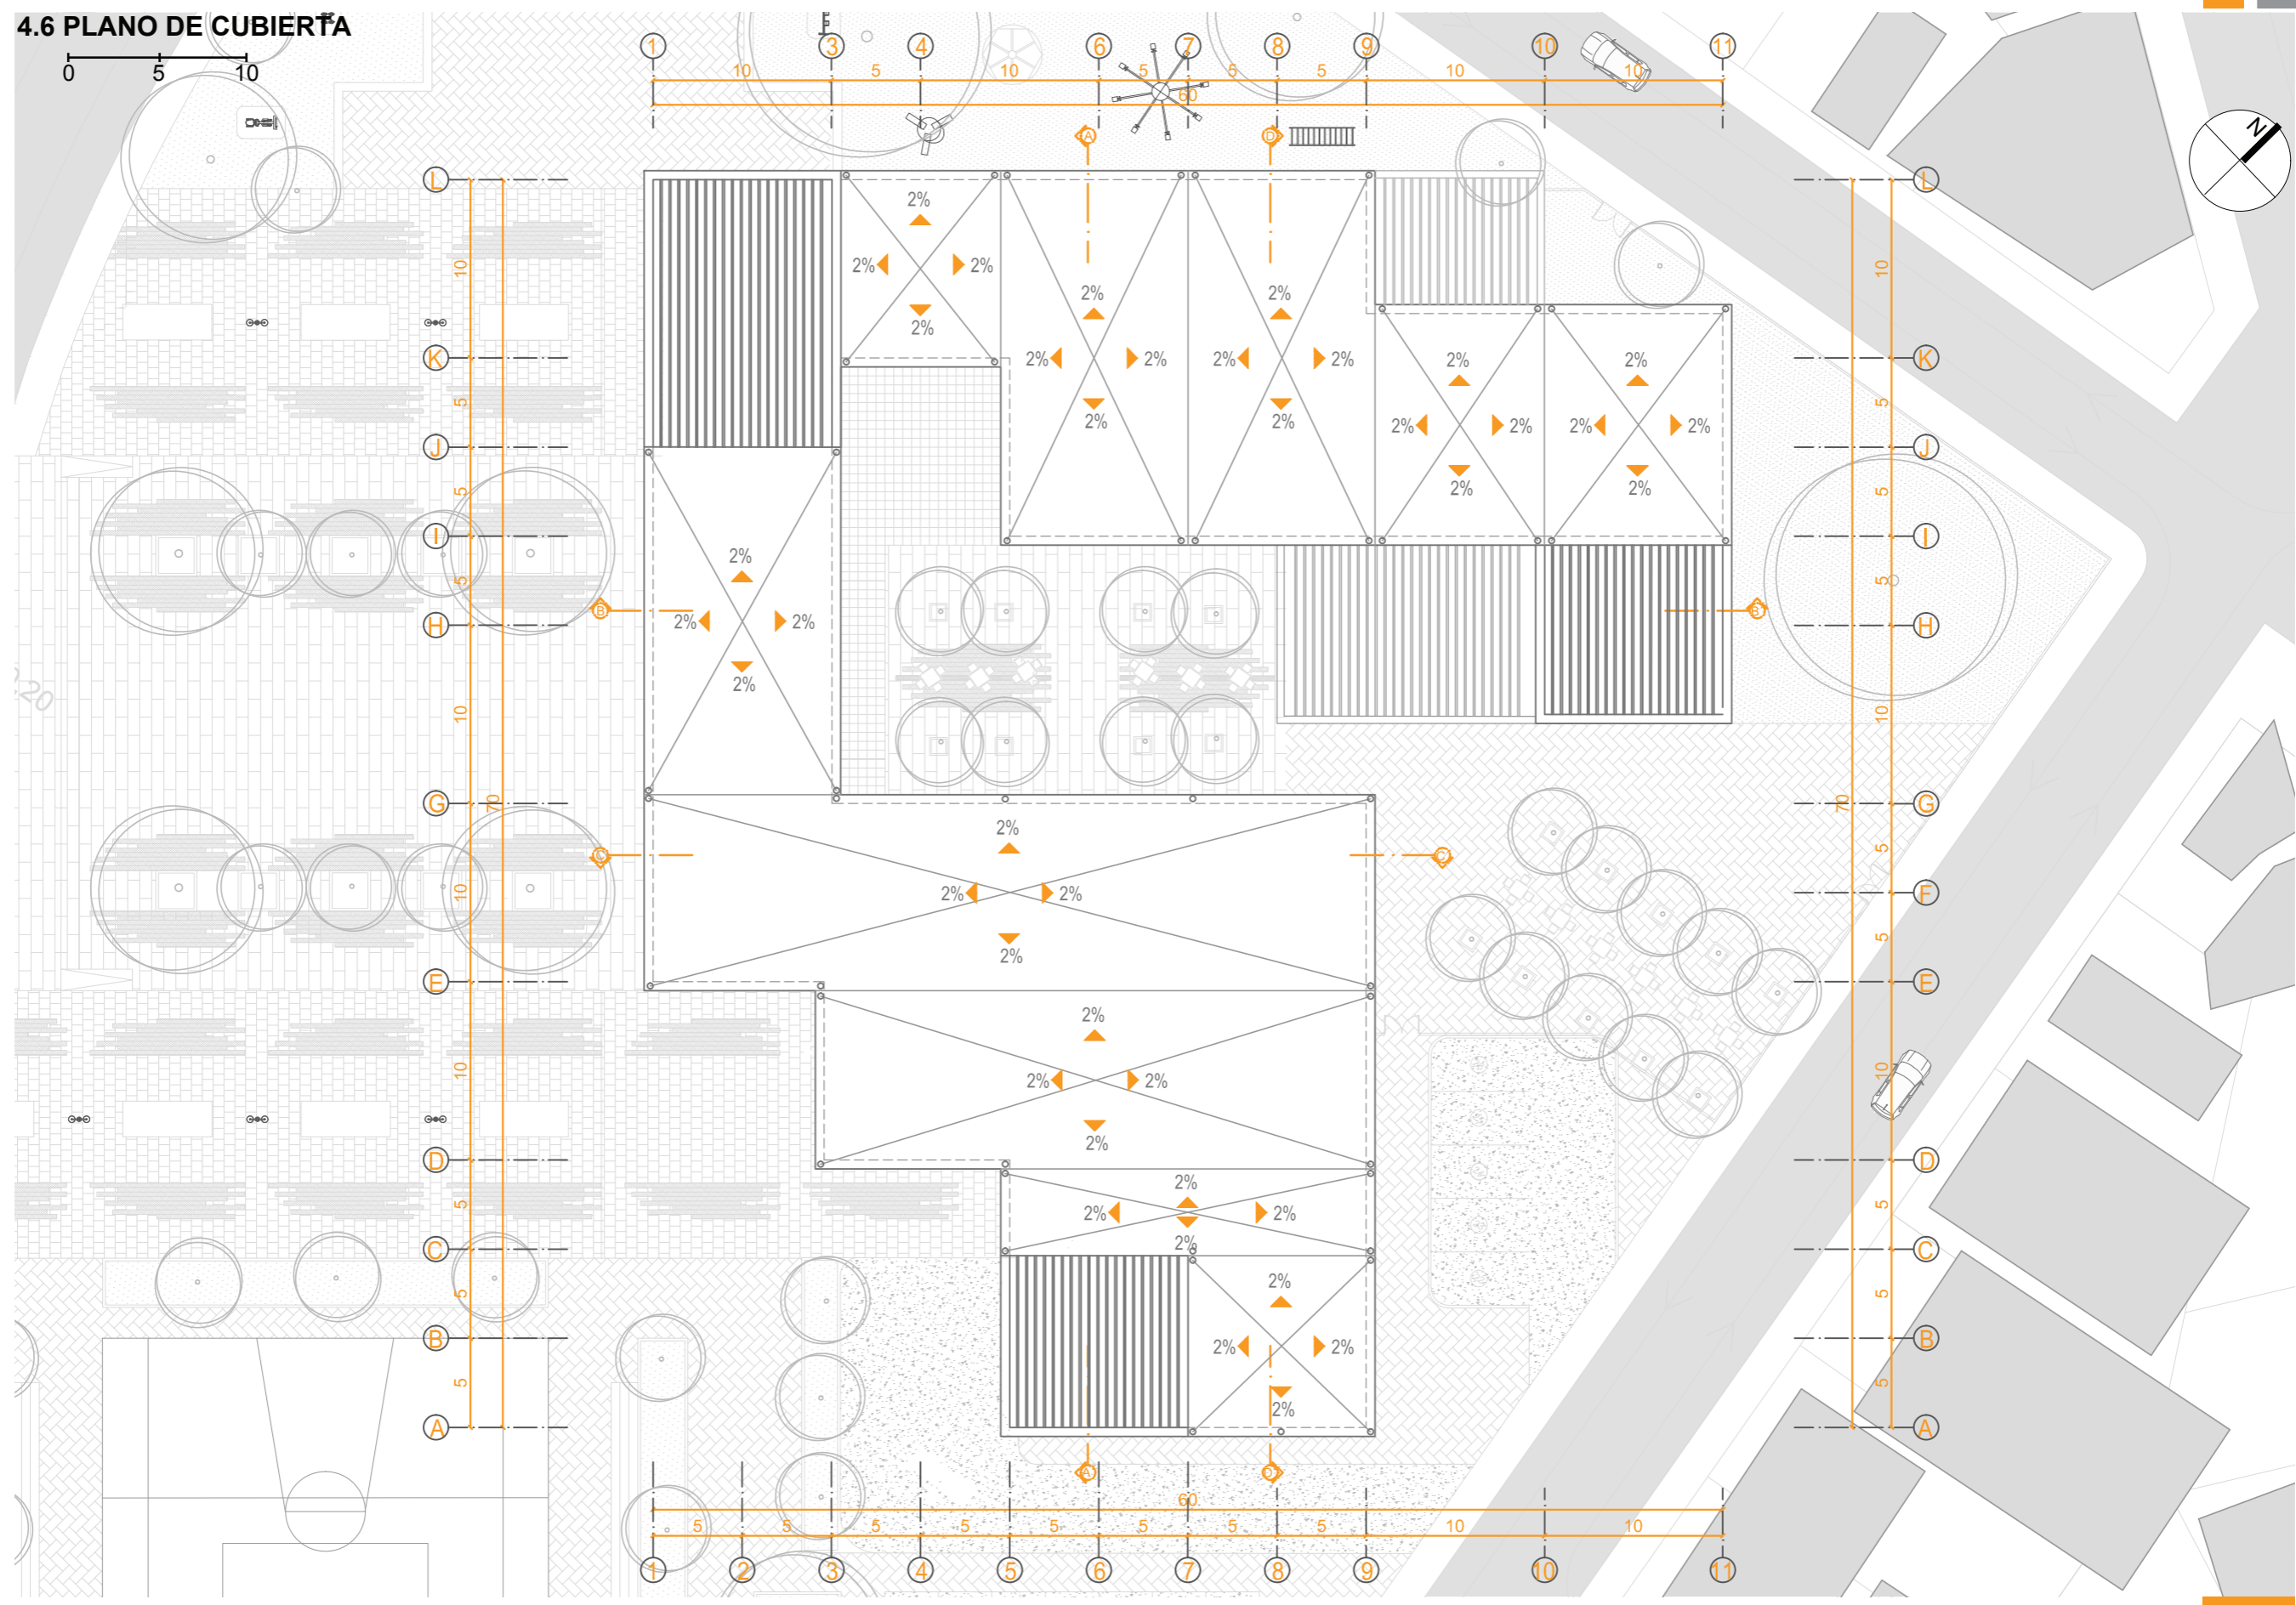 4.6 PLANO DE CUBIERTA
0 5 10
1 3 4 6 7 8 9 10 11
10 5 10 5 5 5 10 10
60
N
A D
L L
2%
2% 2%
2%
10 10
2% 2%
K 2% 2% 2% 2% K
2% 2%
2% 2%
5 5
2% 2% 2% 2%
J J
2% 2%
5 5
I I
2%
5 5
B B'
H 2% 2% H
2%
10 10
G 70 70 G
2%
5
C C'
10 2% 2% F
5
2%
E E
2%
10 2% 2% 10
2%
D D
2%
5 2% 2% 5
2%
C C
2%
5 5
B 2% 2% B
5 5
2%
A A
A' D'
60
5 5 5 5 5 5 5 5 10 10
1 2 3 4 5 6 7 8 9 10 11